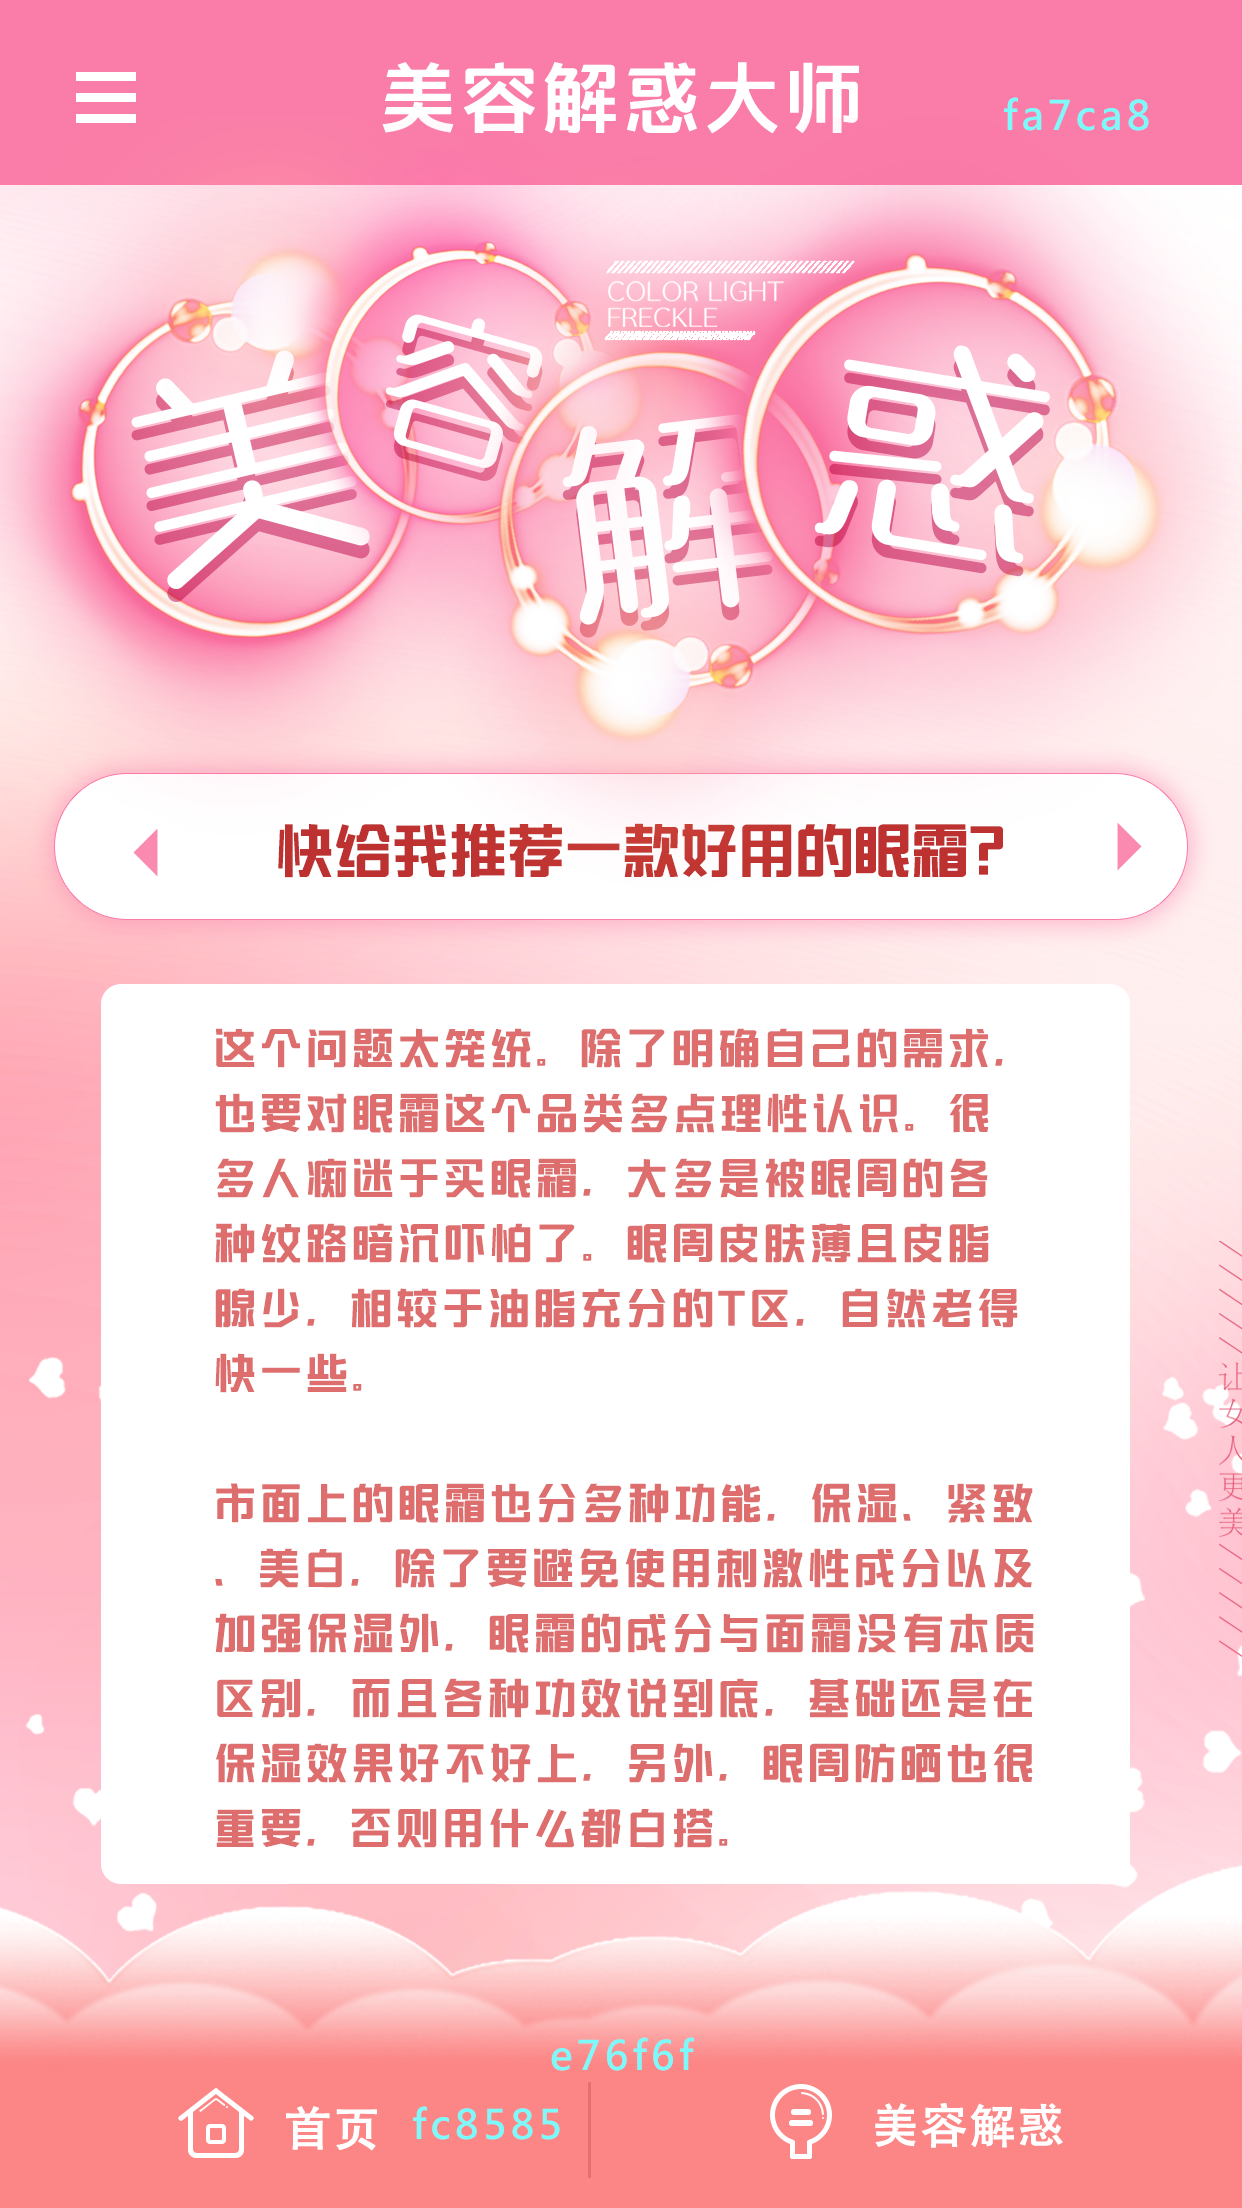 美容解惑大师
fa7ca8
美容解惑
COLOR LIGHT
FRECKLE
快给我推荐一款好用的眼霜?
这个问题太笼统。除了明确自己的需求,
也要对眼霜这个品类多点理性认识。很
多人痴迷于买眼霜, 大多是被眼周的各
种纹路暗沉吓怕了。眼周皮肤薄且皮脂
腺少, 相较于油脂充分的T区, 自然老得
快一些。
市面上的眼霜也分多种功能, 保湿、紧致
、美白, 除了要避免使用刺激性成分以及
加强保湿外, 眼霜的成分与面霜没有本质
区别, 而且各种功效说到底, 基础还是在
保湿效果好不好上, 另外, 眼周防晒也很
重要, 否则用什么都白搭。
让女人更美
e76f6f
首页
fc8585
美容解惑